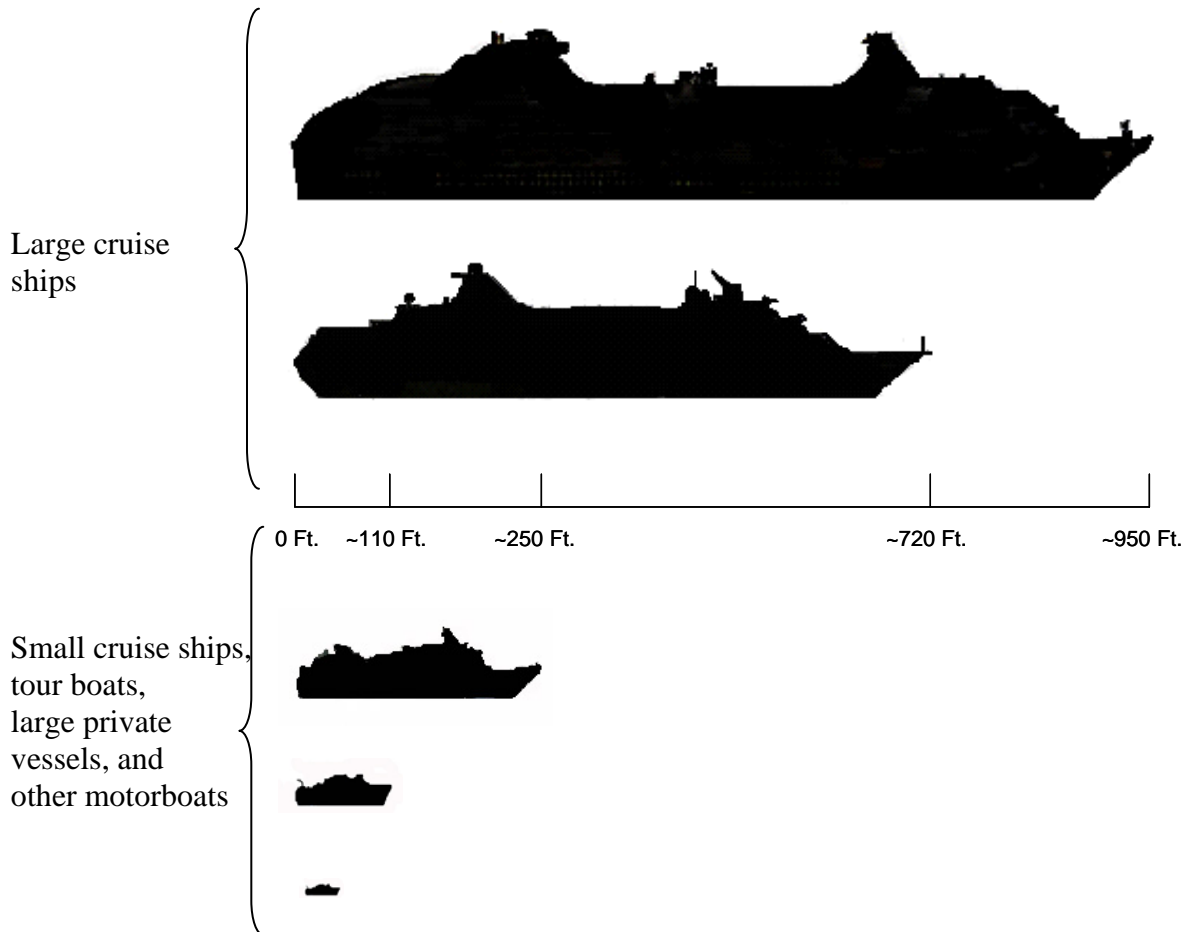 Large cruise
ships
0 Ft. ~110 Ft. ~250 Ft. ~720 Ft. ~950 Ft.
Small cruise ships,
tour boats,
large private
vessels, and
other motorboats